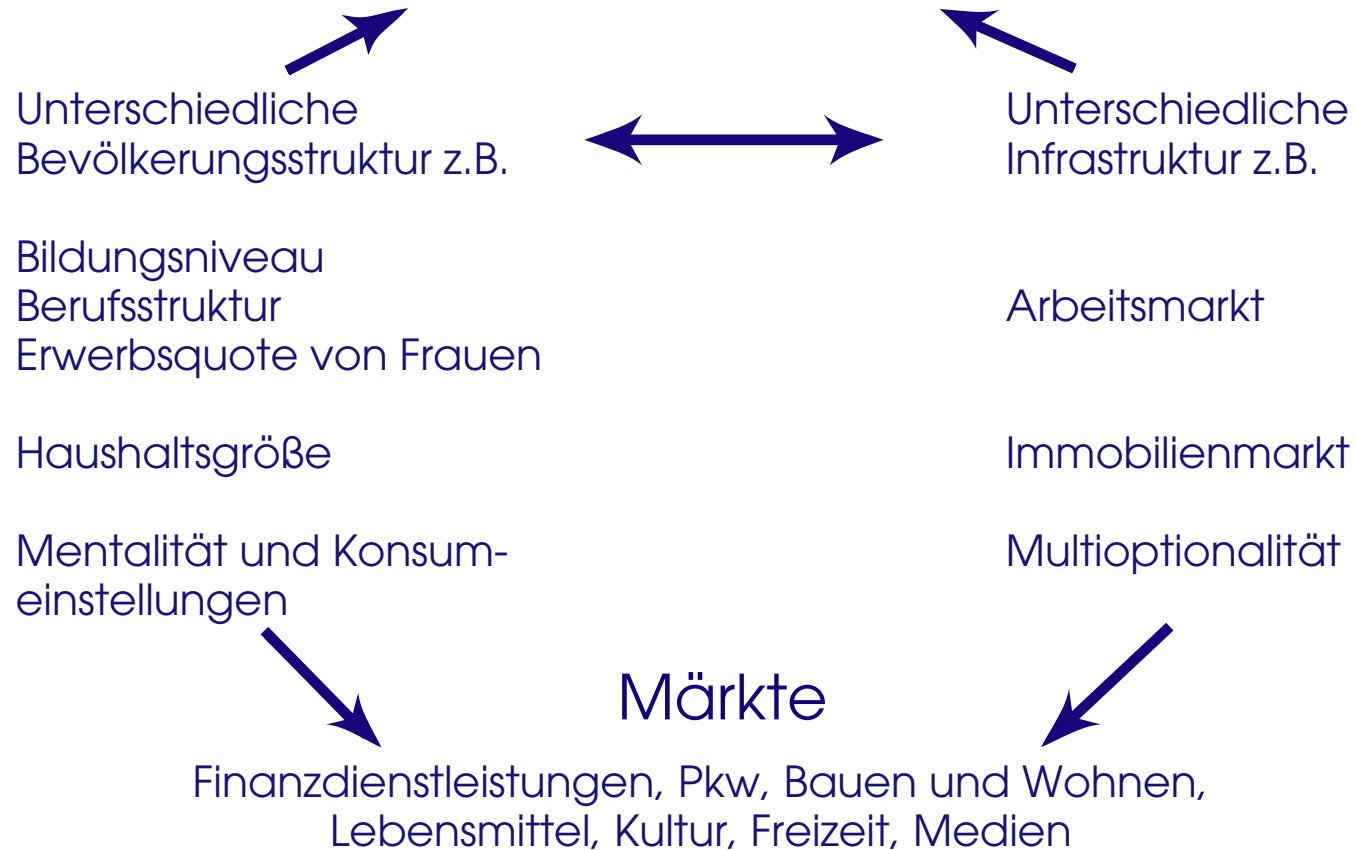 Unterschiedliche
Bevölkerungsstruktur z.B.
Bildungsniveau
Berufsstruktur
Erwerbsquote von Frauen
Haushaltsgröße
Mentalität und Konsum-
einstellungen
Unterschiedliche
Infrastruktur z.B.
Arbeitsmarkt
Immobilienmarkt
Multioptionalität
Märkte
Finanzdienstleistungen, Pkw, Bauen und Wohnen,
Lebensmittel, Kultur, Freizeit, Medien